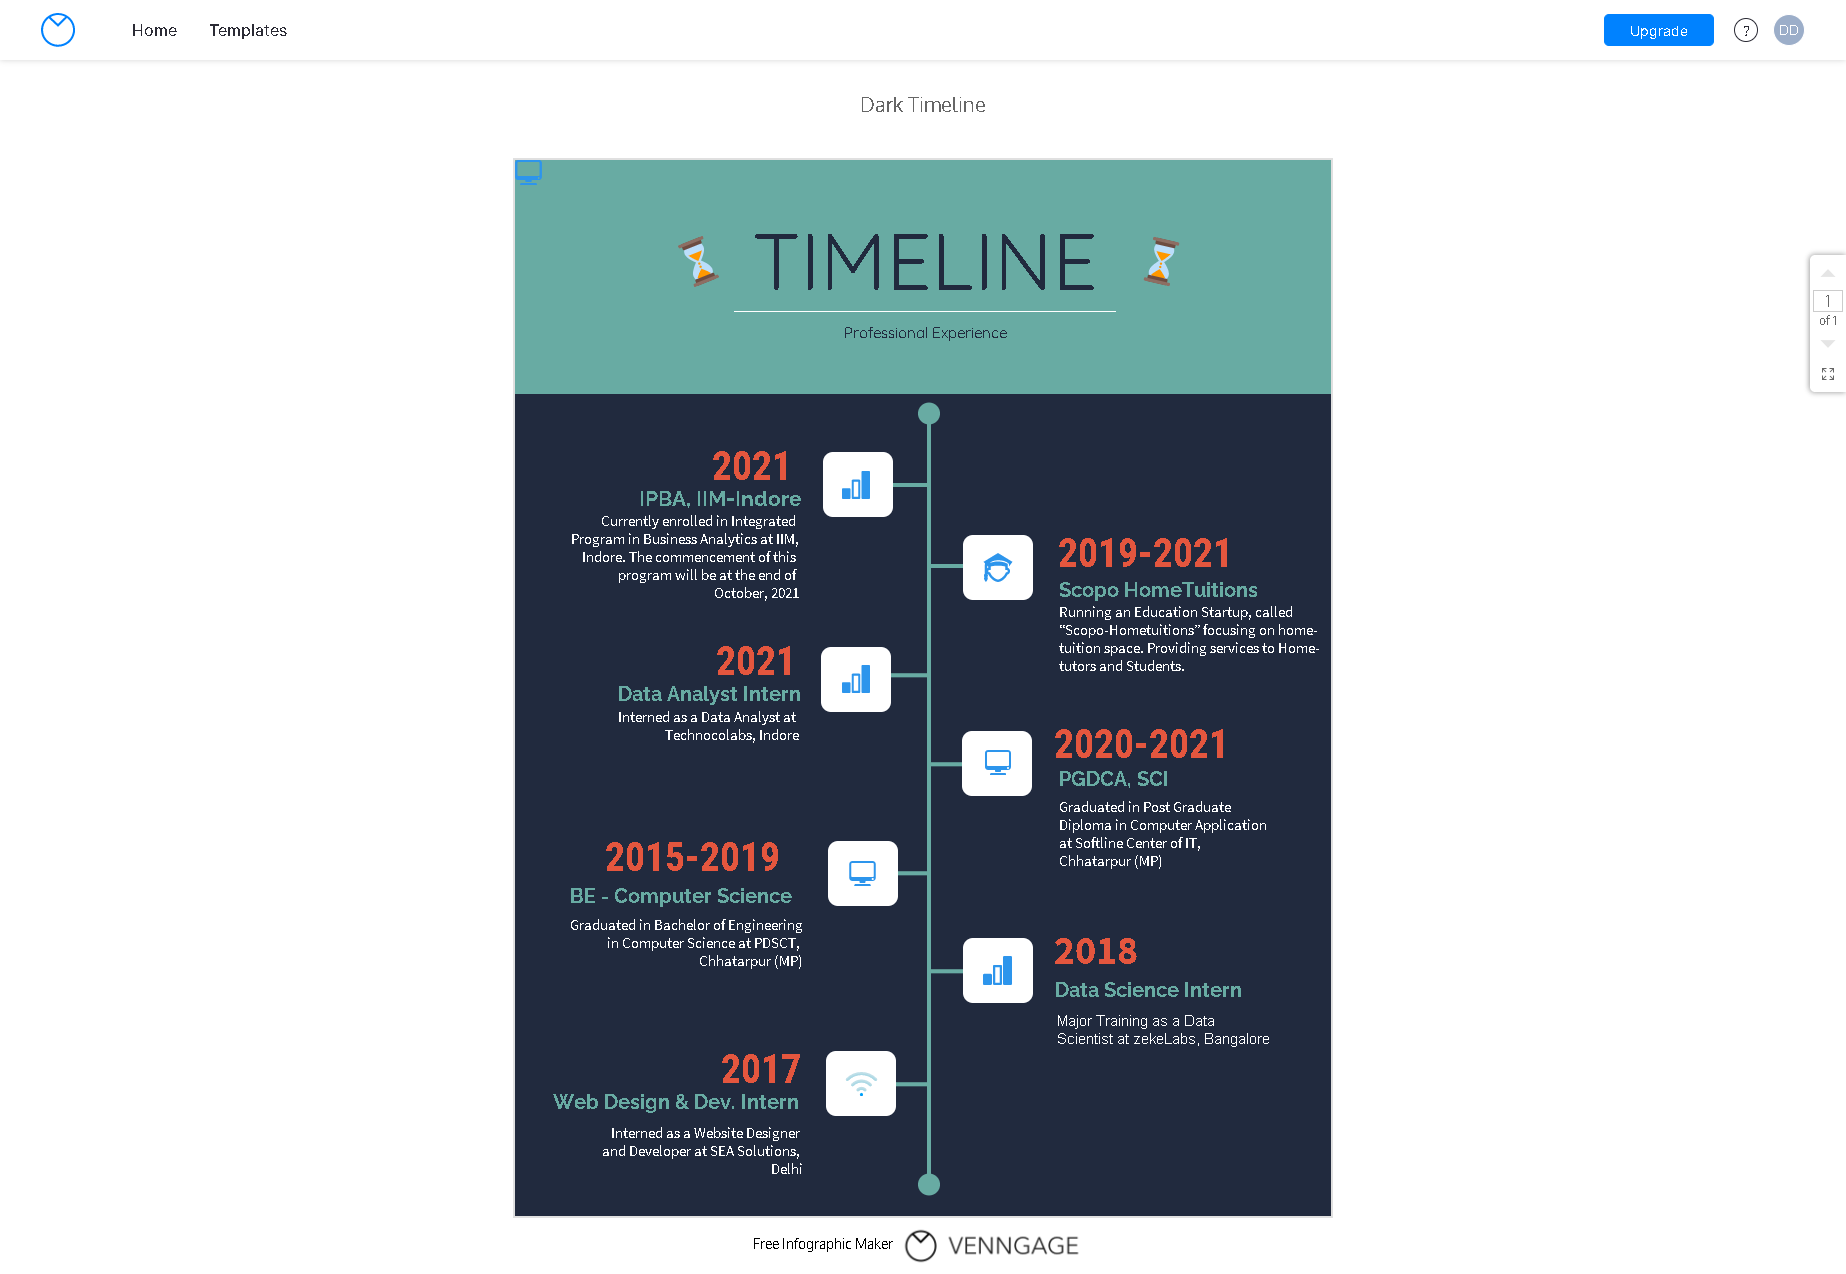 Home
Templates
Upgrade
?
DD
Dark Timeline
TIMELINE
Professional Experience
1
of 1
2021
IPBA, IIM-Indore
Currently enrolled in Integrated
Program in Business Analytics at IIM,
Indore. The commencement of this
program will be at the end of
October, 2021
2019-2021
Scopo HomeTuitions
Running an Education Startup, called
“Scopo-Hometuitions” focusing on home-
tuition space. Providing services to Home-
tutors and Students.
2021
Data Analyst Intern
Interned as a Data Analyst at
Technocolabs, Indore
2020-2021
PGDCA, SCI
Graduated in Post Graduate
Diploma in Computer Application
at Softline Center of IT,
Chhatarpur (MP)
2015-2019
BE - Computer Science
Graduated in Bachelor of Engineering
in Computer Science at PDSCT,
Chhatarpur (MP)
2018
Data Science Intern
Major Training as a Data
Scientist at zekeLabs, Bangalore
2017
Web Design & Dev. Intern
Interned as a Website Designer
and Developer at SEA Solutions,
Delhi
Free Infographic Maker
VENNGAGE